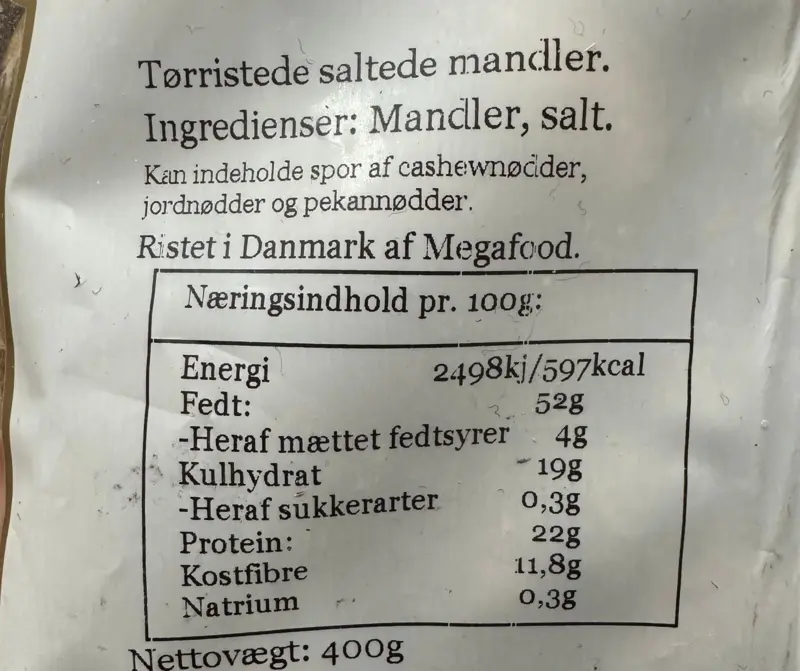 Tørristede saltede mandler.
Ingredienser: Mandler, salt.
Kan indeholde spor af cashewnødder,
jordnødder og pekannødder.
Ristet i Danmark af Megafood.
Næringsindhold pr. 100g:
Energi 2498kj/597kcal
Fedt: 52g
-Heraf mættet fedtsyrer 4g
Kulhydrat 19g
-Heraf sukkerarter 0,3g
Protein: 22g
Kostfibre 11,8g
Natrium 0,3g
Nettovægt: 400g